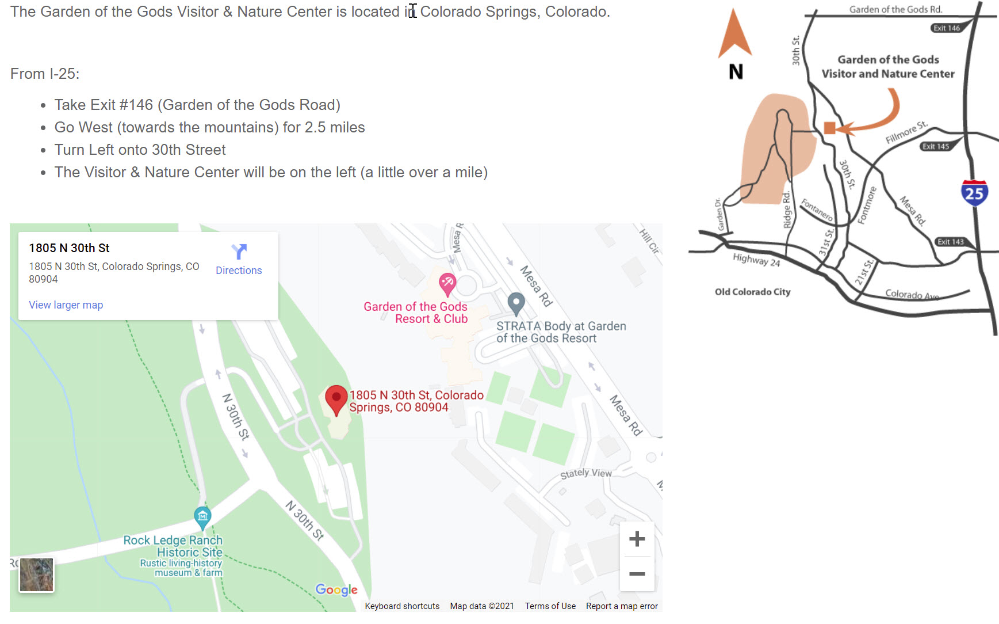 The Garden of the Gods Visitor & Nature Center is located in Colorado Springs, Colorado.
From I-25:
Take Exit #146 (Garden of the Gods Road)
Go West (towards the mountains) for 2.5 miles
Turn Left onto 30th Street
The Visitor & Nature Center will be on the left (a little over a mile)
1805 N 30th St
1805 N 30th St, Colorado Springs, CO
80904
Directions
View larger map
Mesa R
Hill Cir
Mesa Rd
Garden of the Gods
Resort & Club
STRATA Body at Garden
of the Gods Resort
1805 N 30th St, Colorado
Springs, CO 80904
N 30th St
Mesa Rd
Stately View
N 30th St
Rock Ledge Ranch
Historic Site
Rustic living-history
museum & farm
Google
Keyboard shortcuts
Map data ©2021
Terms of Use
Report a map error
Garden of the Gods Rd.
Exit 146
30th St.
N
Garden of the Gods
Visitor and Nature Center
Fillmore St.
Exit 145
30th St.
25
Garden Dr.
Ridge Rd.
Fontanero
Fontmore
Mesa Rd.
31st St.
Exit 143
Highway 24
21st St.
Old Colorado City
Colorado Ave